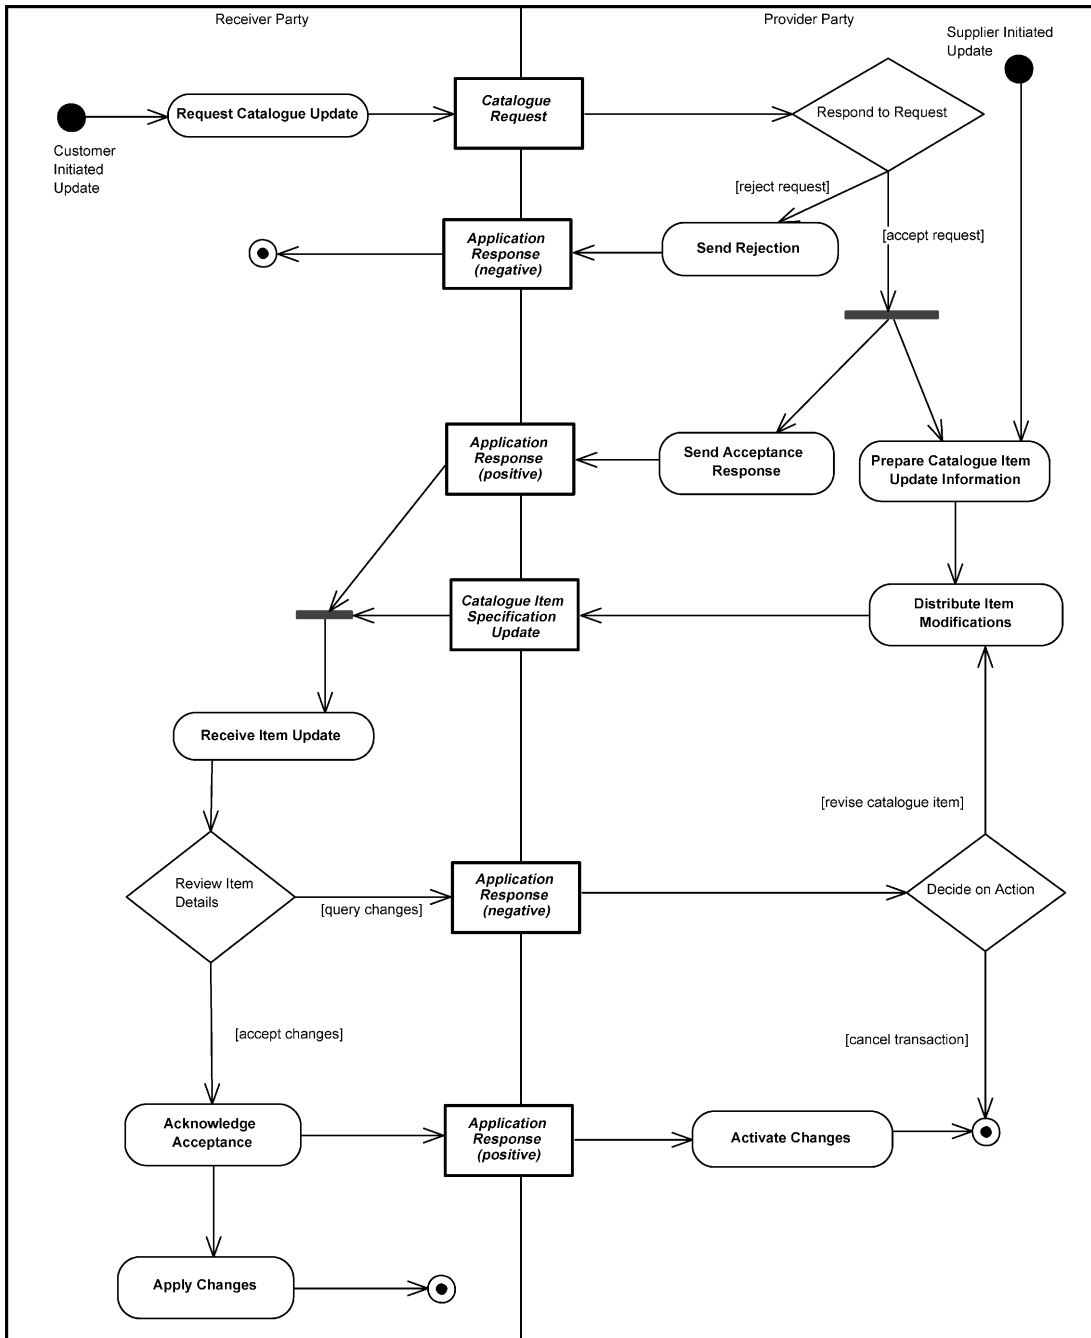 Receiver Party
Provider Party
Supplier Initiated
Update
Customer
Initiated
Update
Request Catalogue Update
Catalogue
Request
Respond to Request
[reject request]
[accept request]
Application
Response
(negative)
Send Rejection
Application
Response
(positive)
Send Acceptance
Response
Prepare Catalogue Item
Update Information
Catalogue Item
Specification
Update
Distribute Item
Modifications
Receive Item Update
[revise catalogue item]
Review Item
Details
[query changes]
Application
Response
(negative)
Decide on Action
[accept changes]
[cancel transaction]
Acknowledge
Acceptance
Application
Response
(positive)
Activate Changes
Apply Changes